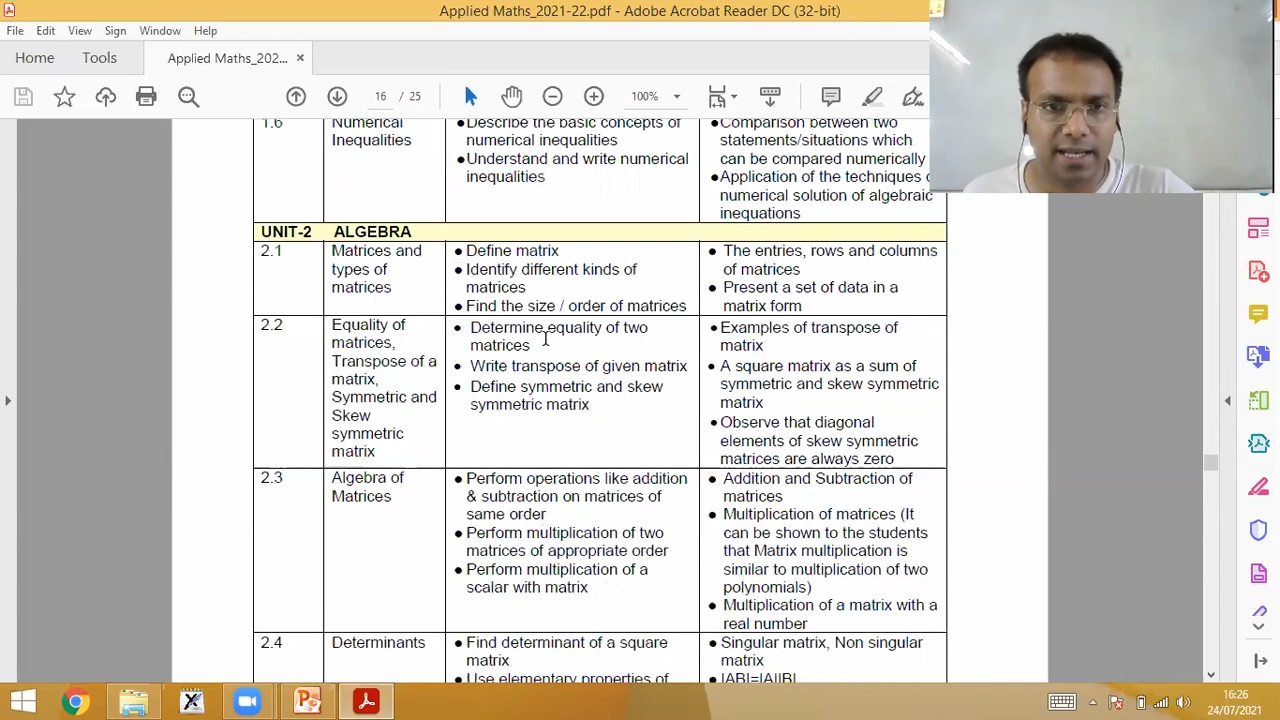 Applied Maths_2021-22.pdf - Adobe Acrobat Reader DC (32-bit)
File Edit View Sign Window Help
Home Tools Applied Maths_202... ×
16 / 25 100%
1.6 Numerical Inequalities
•Describe the basic concepts of
numerical inequalities
•Understand and write numerical
inequalities
•Comparison between two
statements/situations which
can be compared numerically
•Application of the techniques
numerical solution of algebraic
inequations
UNIT-2 ALGEBRA
2.1
Matrices and
types of
matrices
• Define matrix
• Identify different kinds of
matrices
• Find the size / order of matrices
• The entries, rows and columns
of matrices
• Present a set of data in a
matrix form
2.2
Equality of
matrices,
Transpose of a
matrix,
Symmetric and
Skew
symmetric
matrix
• Determine equality of two
matrices
• Write transpose of given matrix
• Define symmetric and skew
symmetric matrix
•Examples of transpose of
matrix
•A square matrix as a sum of
symmetric and skew symmetric
matrix
•Observe that diagonal
elements of skew symmetric
matrices are always zero
2.3
Algebra of
Matrices
• Perform operations like addition
& subtraction on matrices of
same order
• Perform multiplication of two
matrices of appropriate order
• Perform multiplication of a
scalar with matrix
• Addition and Subtraction of
matrices
• Multiplication of matrices (It
can be shown to the students
that Matrix multiplication is
similar to multiplication of two
polynomials)
• Multiplication of a matrix with a
real number
2.4
Determinants
• Find determinant of a square
matrix
• Use elementary properties of
• Singular matrix, Non singular
matrix
• |AB|=|A||B|
16:26
24/07/2021